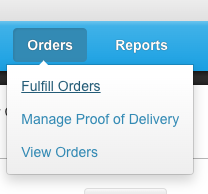 Orders Reports
Fulfill Orders
Manage Proof of Delivery
View Orders